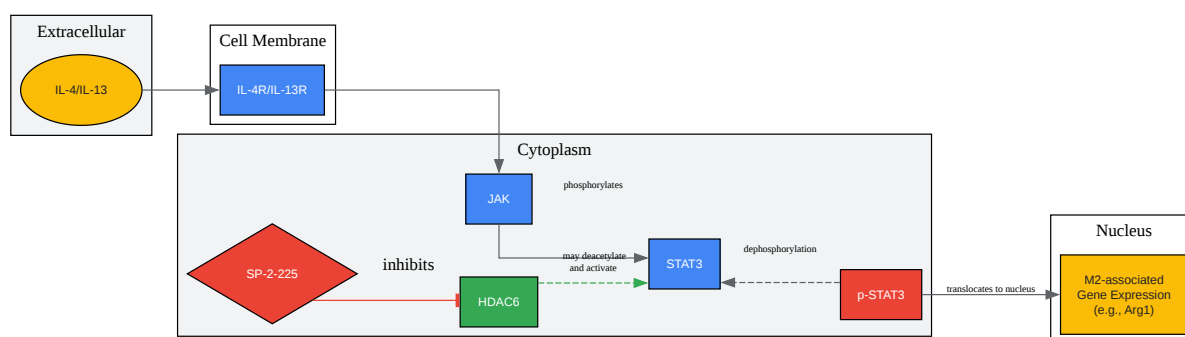 Extracellular
IL-4/IL-13
Cell Membrane
IL-4R/IL-13R
Cytoplasm
JAK
phosphorylates
SP-2-225
inhibits
HDAC6
may deacetylate
and activate
STAT3
dephosphorylation
p-STAT3
translocates to nucleus
Nucleus
M2-associated
Gene Expression
(e.g., Arg1)